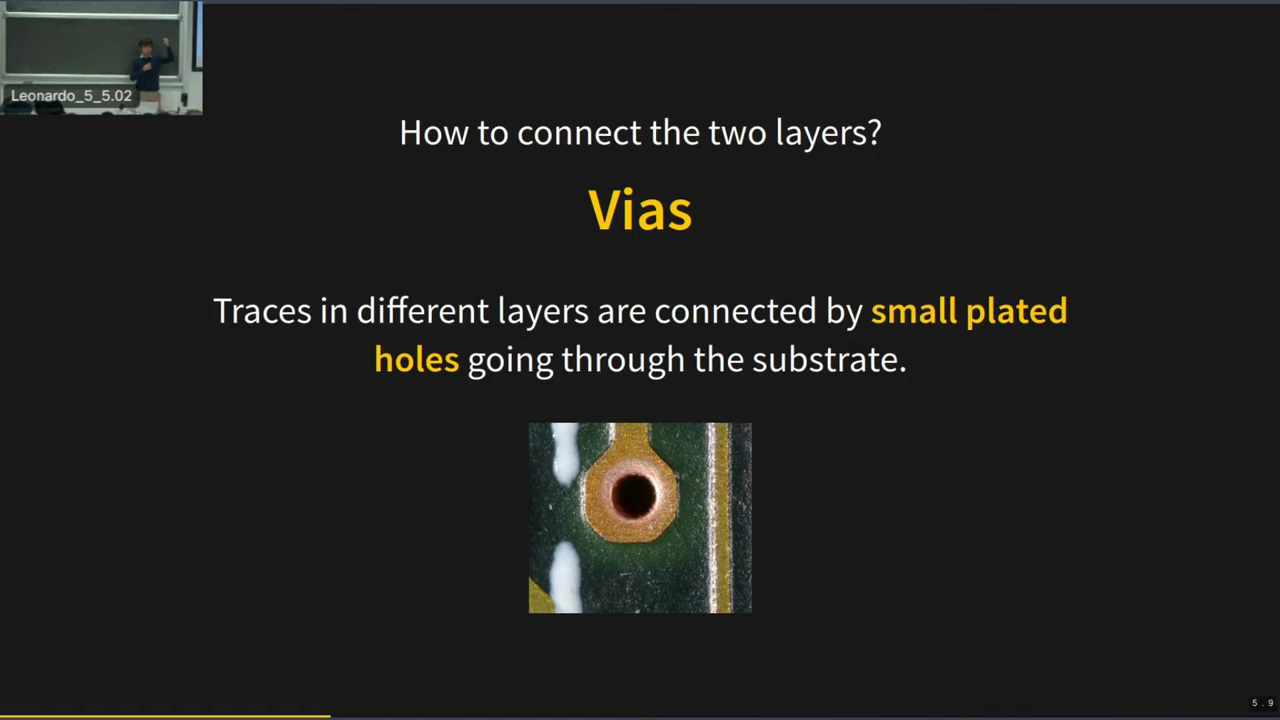 Leonardo_5_5.02
How to connect the two layers?
Vias
Traces in different layers are connected by small plated
holes going through the substrate.
5.9